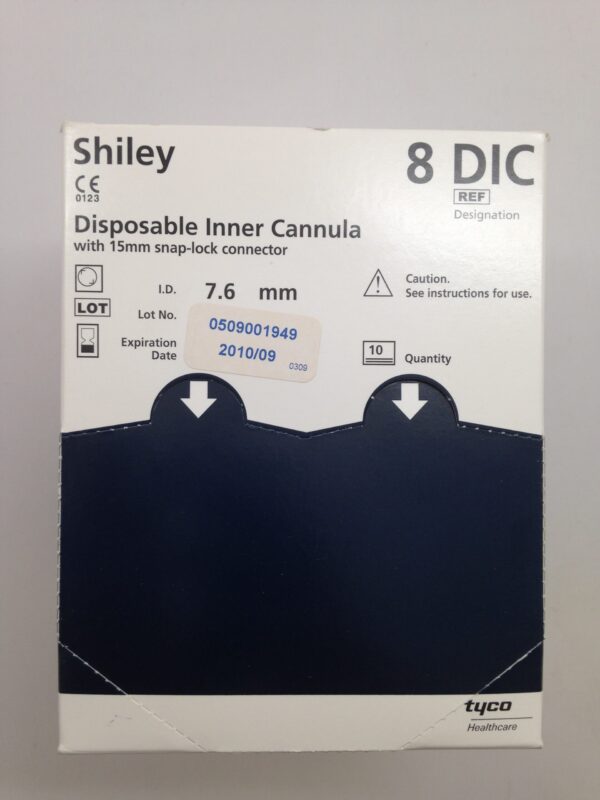 Shiley
8 DIC
CE
0123
REF
Designation
Disposable Inner Cannula
with 15mm snap-lock connector
I.D. 7.6 mm
Caution.
See instructions for use.
LOT
Lot No. 0509001949
Expiration
Date
2010/09
0309
10
Quantity
tyco
Healthcare